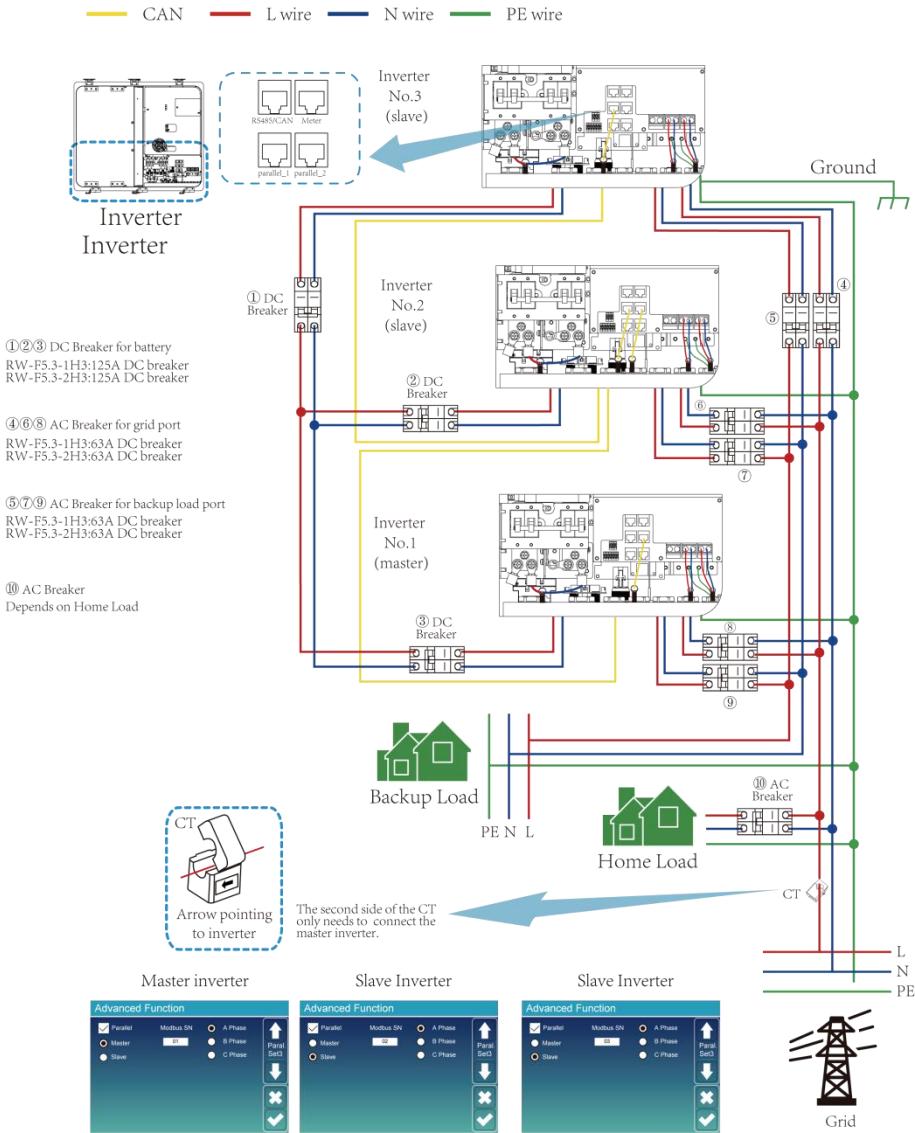 CAN L wire N wire PE wire
Inverter
No.3
(slave)
RS485/CAN Meter
parallel_1 parallel_2
Ground
Inverter
Inverter
① DC
Breaker
Inverter
No.2
(slave)
④
⑤
①②③ DC Breaker for battery
RW-F5.3-1H3:125A DC breaker
RW-F5.3-2H3:125A DC breaker
② DC
Breaker
⑥
⑦
④⑥⑧ AC Breaker for grid port
RW-F5.3-1H3:63A DC breaker
RW-F5.3-2H3:63A DC breaker
⑤⑦⑨ AC Breaker for backup load port
RW-F5.3-1H3:63A DC breaker
RW-F5.3-2H3:63A DC breaker
Inverter
No.1
(master)
⑩ AC Breaker
Depends on Home Load
③ DC
Breaker
⑧
⑨
Backup Load
PE N L
⑩ AC
Breaker
Home Load
CT
Arrow pointing
to inverter
The second side of the CT
only needs to connect the
master inverter.
CT
L
N
PE
Grid
Master inverter
Advanced Function
Parallel Modbus SN A Phase
Master 01 B Phase
Slave C Phase
Paral.
Set3
Slave Inverter
Advanced Function
Parallel Modbus SN A Phase
Master 02 B Phase
Slave C Phase
Paral.
Set3
Slave Inverter
Advanced Function
Parallel Modbus SN A Phase
Master 03 B Phase
Slave C Phase
Paral.
Set3